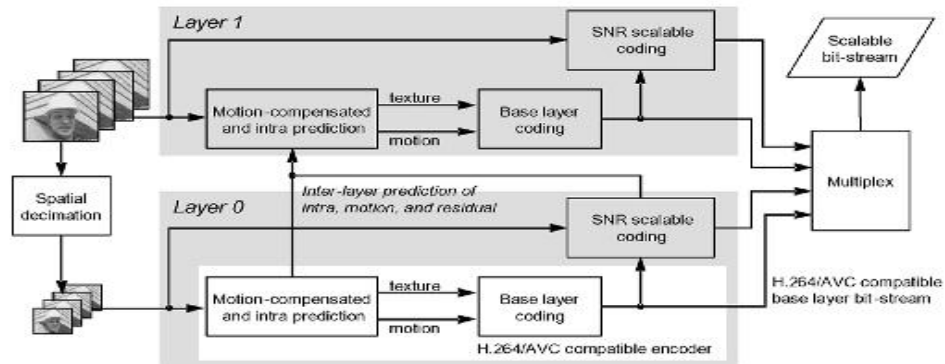 Layer 1
SNR scalable
coding
Scalable
bit-stream
Motion-compensated
and intra prediction
texture
motion
Base layer
coding
Multiplex
Spatial
decimation
Inter-layer prediction of
intra, motion, and residual
Layer 0
SNR scalable
coding
Motion-compensated
and intra prediction
texture
motion
Base layer
coding
H.264/AVC compatible
base layer bit-stream
H.264/AVC compatible encoder